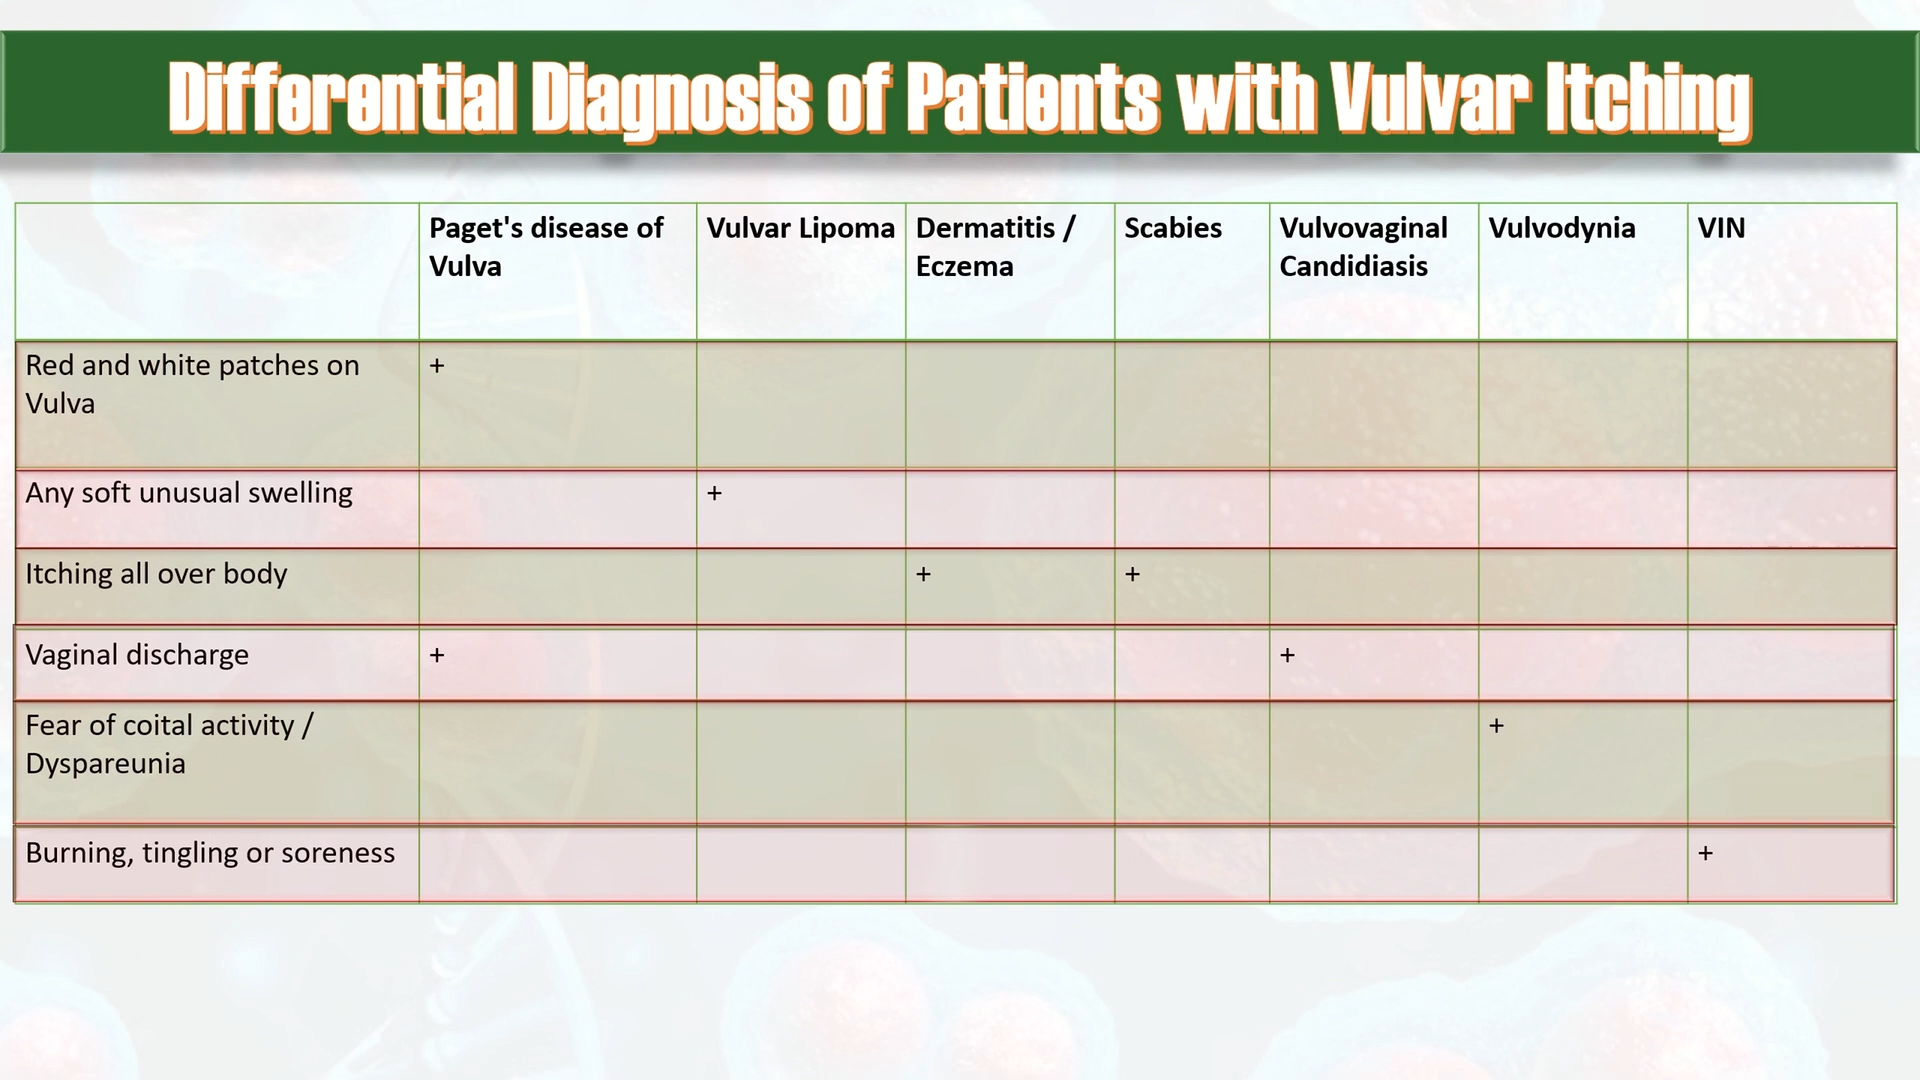 Differential Diagnosis of Patients with Vulvar Itching
Paget's disease of Vulva Vulvar Lipoma Dermatitis / Eczema Scabies Vulvovaginal Candidiasis Vulvodynia VIN
Red and white patches on Vulva +
Any soft unusual swelling +
Itching all over body + +
Vaginal discharge + +
Fear of coital activity / Dyspareunia +
Burning, tingling or soreness +